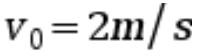 v₀ = 2m/s